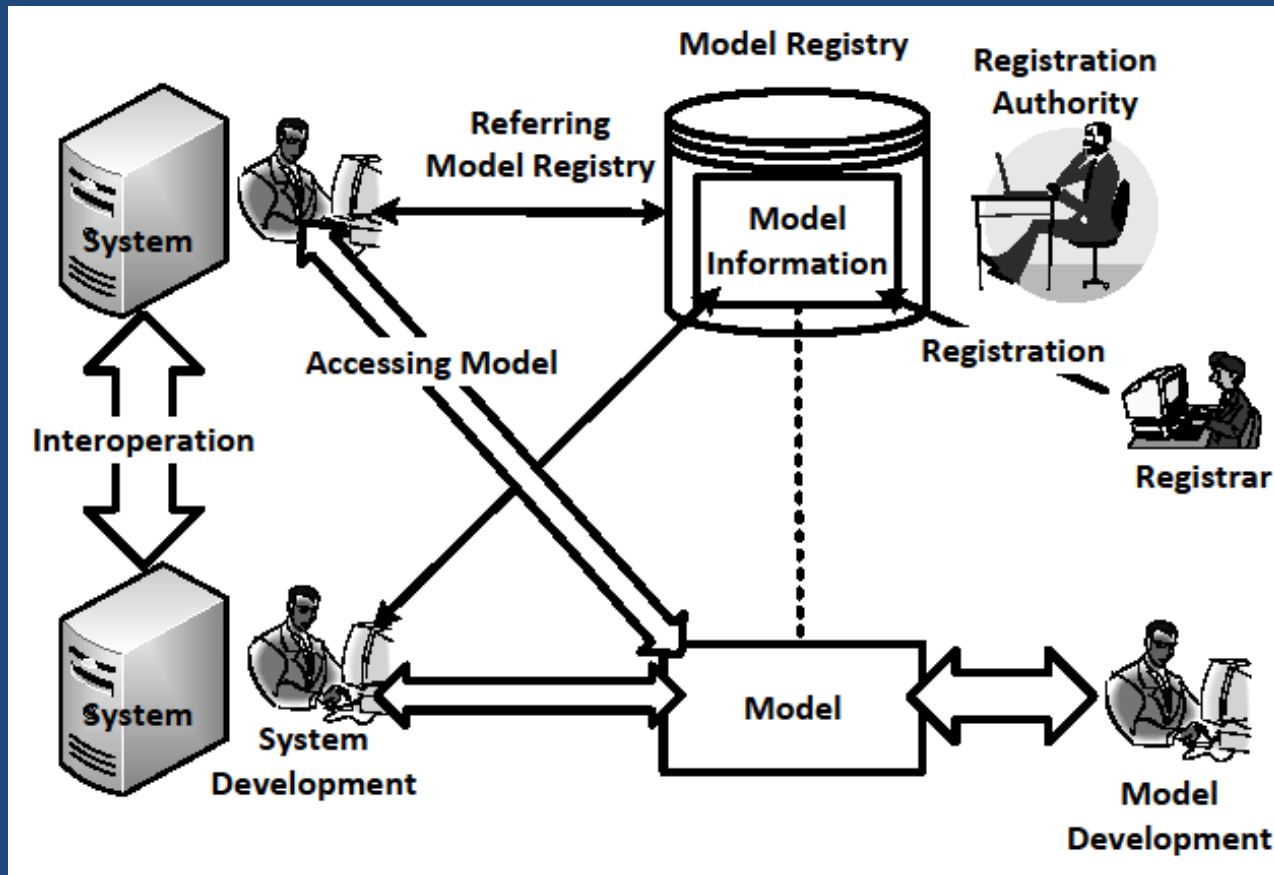 Model Registry
Registration
Authority
Referring
Model Registry
System
Model
Information
Accessing Model
Registration
Interoperation
Registrar
System
System
Development
Model
Model
Development